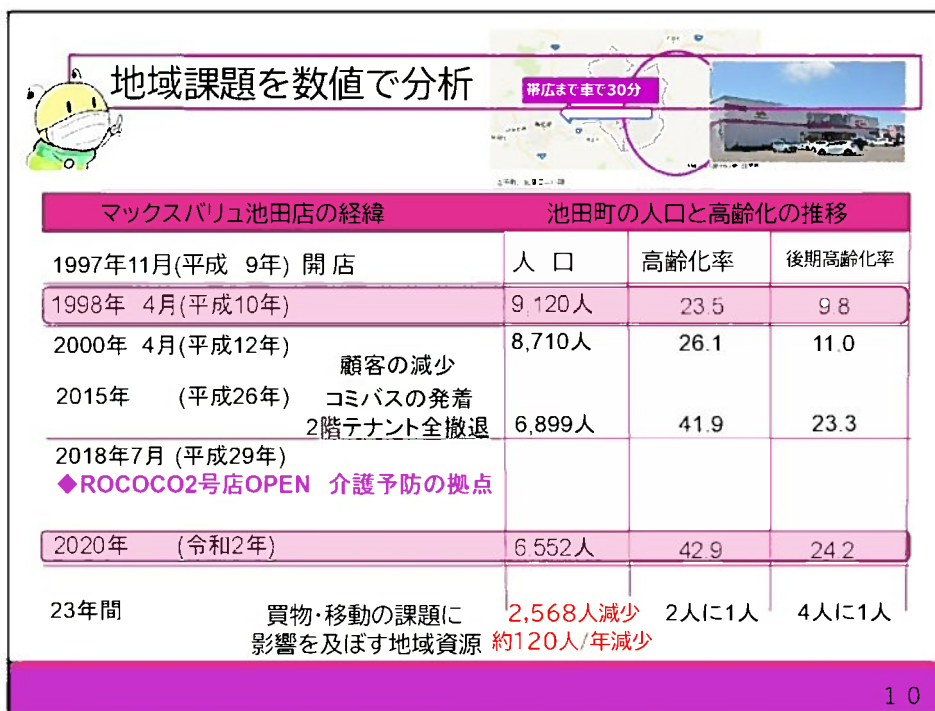 地域課題を数値で分析
帯広まで車で30分
マックスバリュ池田店の経緯 池田町の人口と高齢化の推移
1997年11月(平成 9年) 開店 人 口 高齢化率 後期高齢化率
1998年 4月(平成10年) 9,120人 23.5 9.8
2000年 4月(平成12年) 8,710人 26.1 11.0
顧客の減少
2015年 (平成26年) コミバスの発着
2階テナント全撤退 6,899人 41.9 23.3
2018年7月 (平成29年)
◆ROCOCO2号店OPEN 介護予防の拠点
2020年 (令和2年) 6,552人 42.9 24.2
23年間 買物・移動の課題に 2,568人減少 2人に1人 4人に1人
影響を及ぼす地域資源 約120人/年減少
10